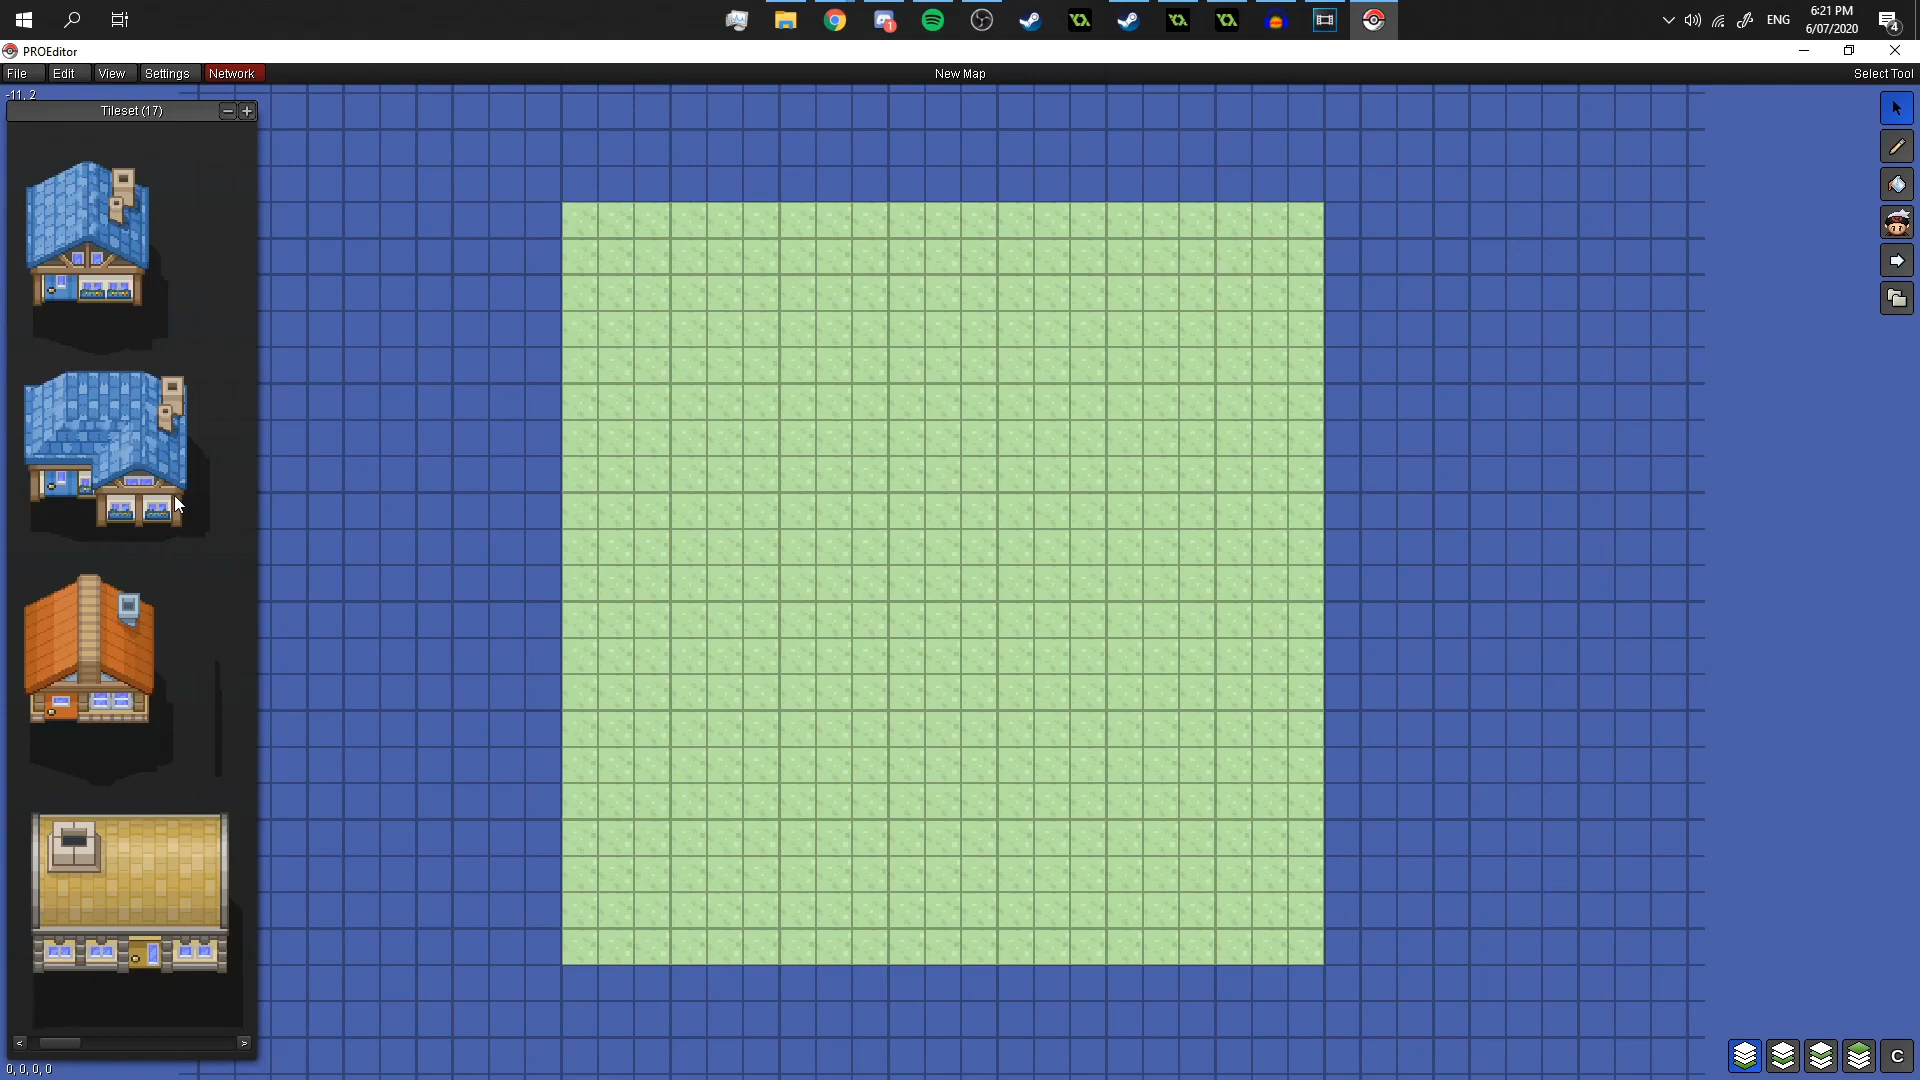 ENG
6:21 PM
6/07/2020
4
PROEditor
File
Edit
View
Settings
Network
New Map
Select Tool
-11, 2
Tileset (17)
0, 0, 0, 0
C